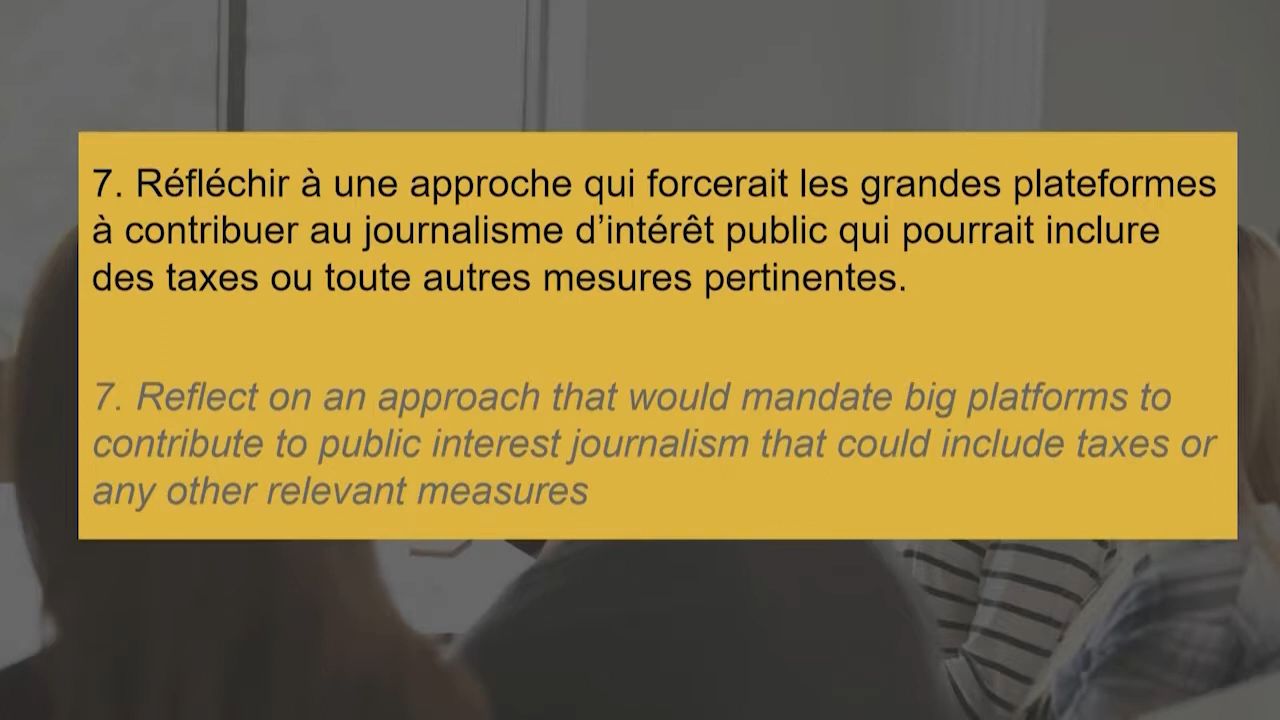 7. Réfléchir à une approche qui forcerait les grandes plateformes
à contribuer au journalisme d’intérêt public qui pourrait inclure
des taxes ou toute autres mesures pertinentes.
7. Reflect on an approach that would mandate big platforms to
contribute to public interest journalism that could include taxes or
any other relevant measures